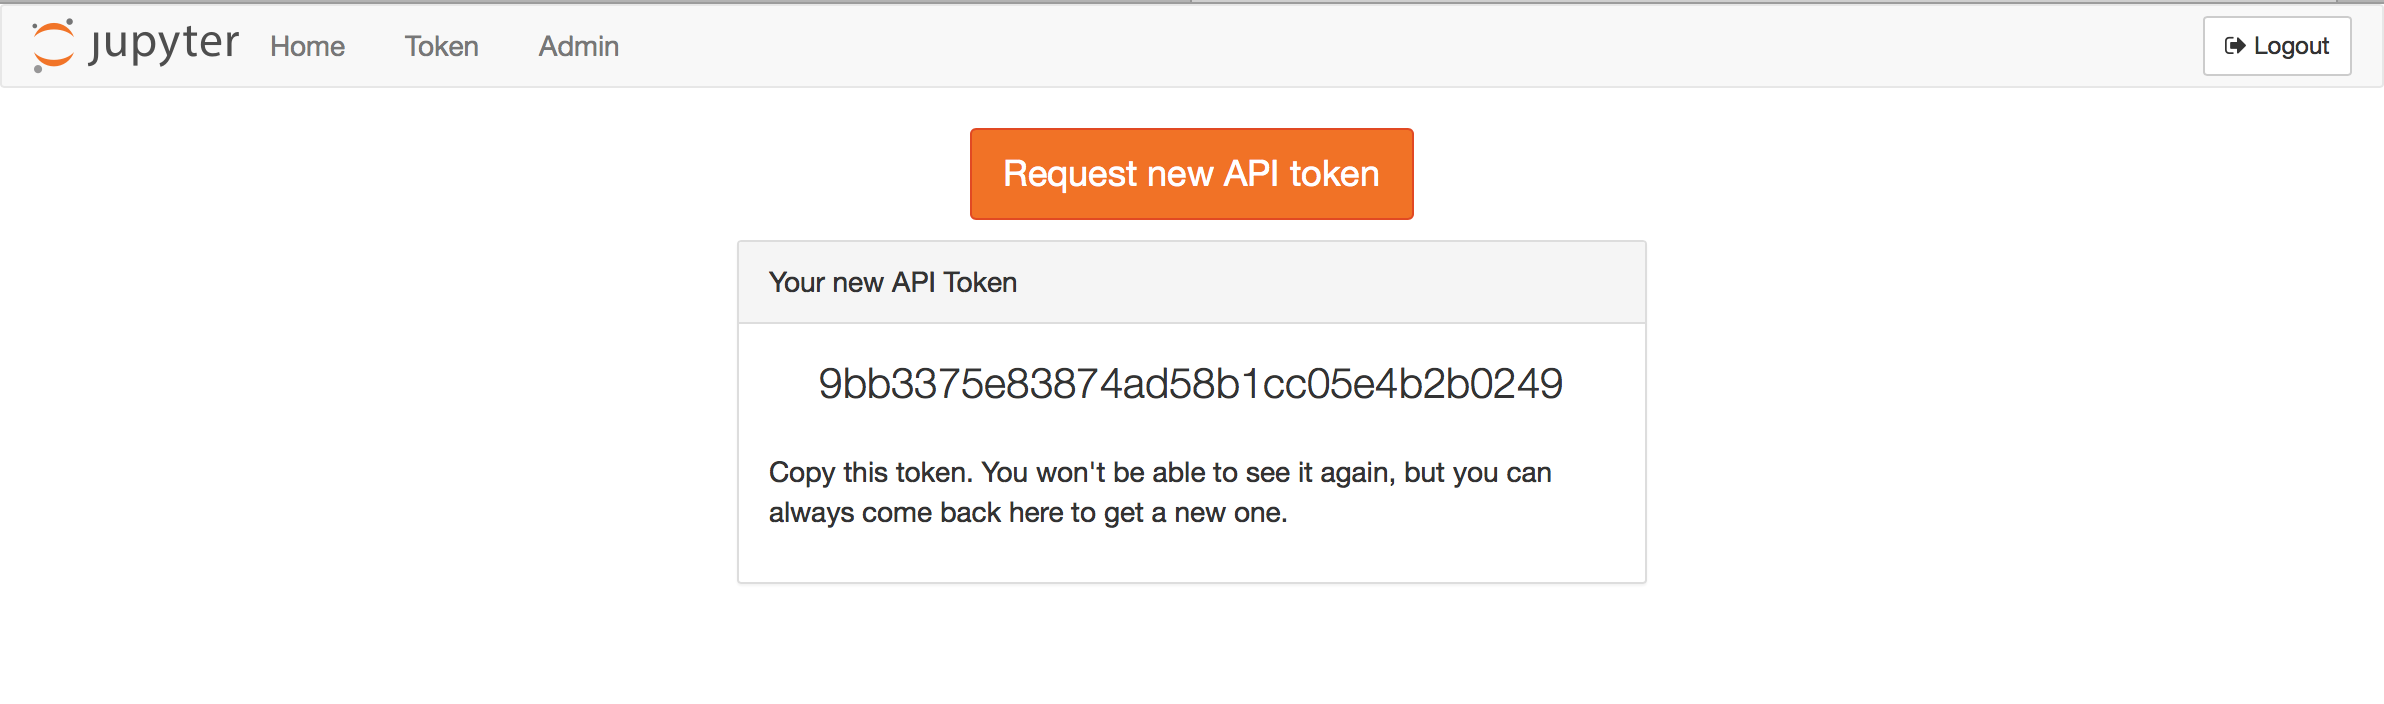 jupyter Home Token Admin Logout
Request new API token
Your new API Token
9bb3375e83874ad58b1cc05e4b2b0249
Copy this token. You won't be able to see it again, but you can
always come back here to get a new one.